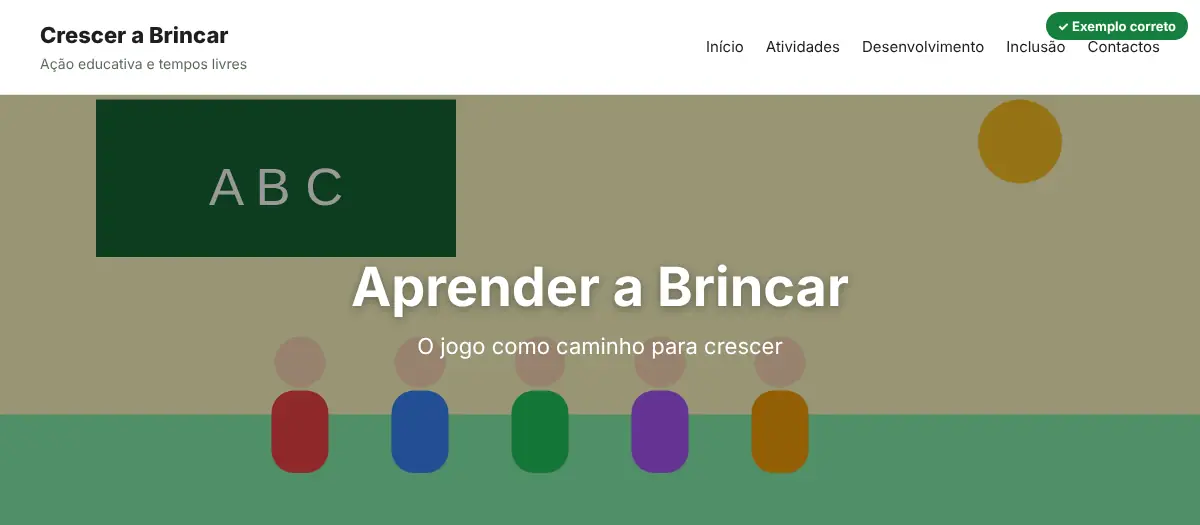 Crescer a Brincar
Ação educativa e tempos livres
✓ Exemplo correto
Início Atividades Desenvolvimento Inclusão Contactos
A B C
Aprender a Brincar
O jogo como caminho para crescer